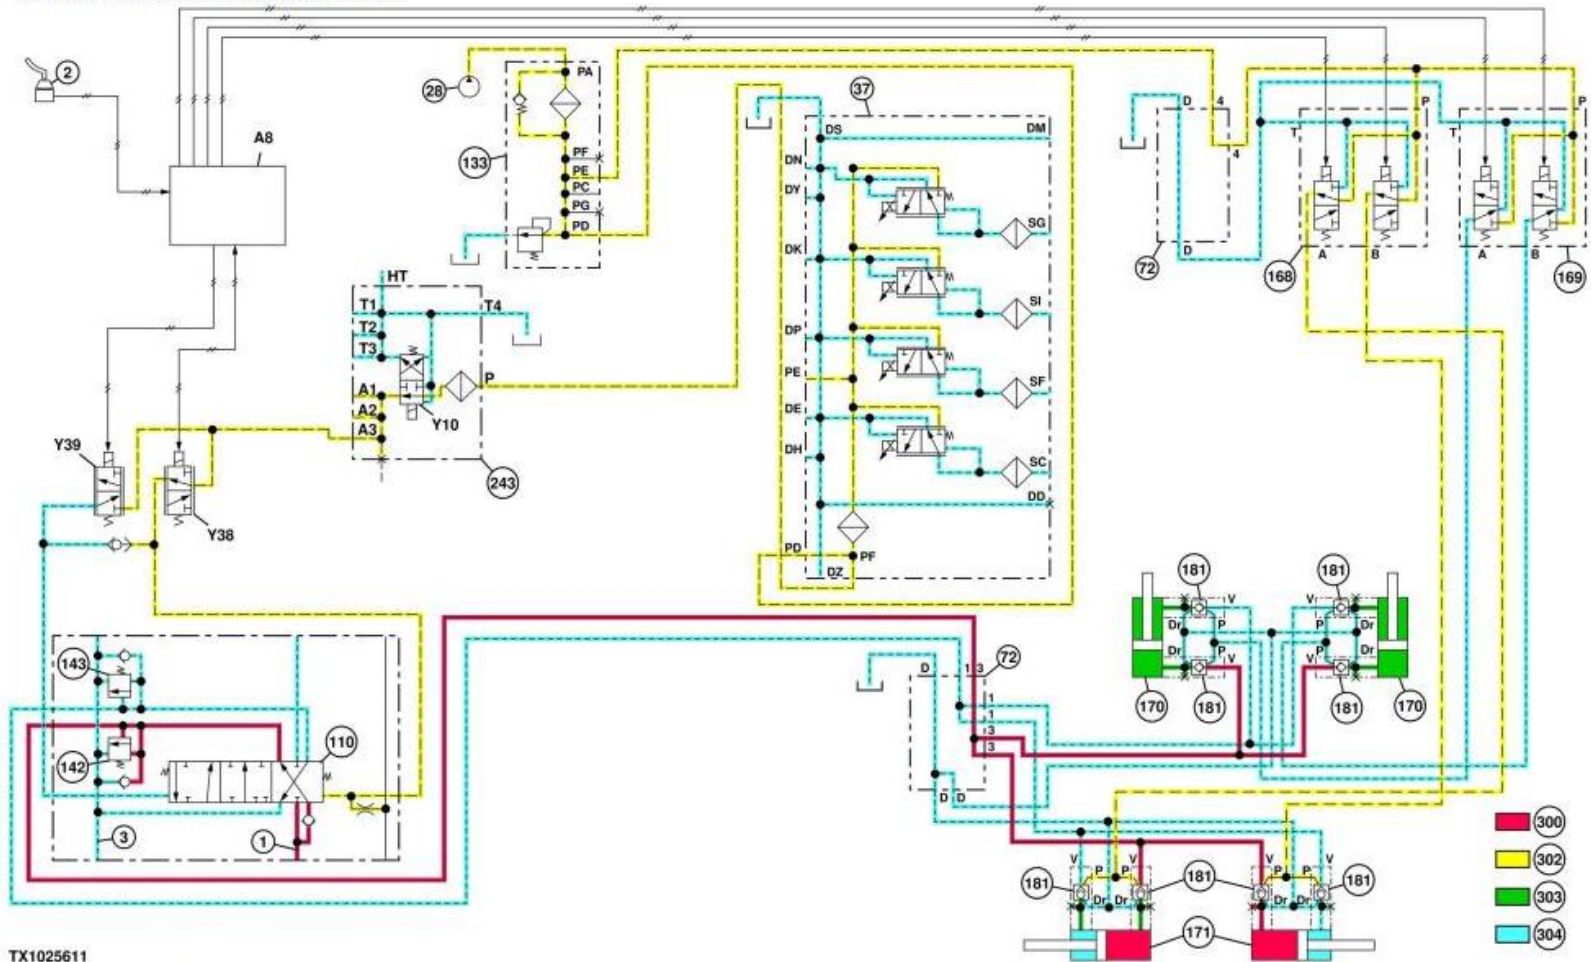 2
A8
28
PA
133
PF
PE
PC
PG
PD
37
DS
DM
DN
DY
SG
DK
SI
DP
PE
SF
DE
DH
SC
DD
PD
PF
DZ
D
4
4
72
D
P
T
168
A
B
P
T
A
B
169
HT
T1
T2
T3
T4
A1
A2
A3
P
Y10
243
Y39
Y38
143
142
110
3
1
D
1
3
72
1
1
3
3
D
D
181
181
V
V
Dr
P
P
Dr
Dr
V
V
Dr
170
181
181
170
V
P
P
V
V
P
P
V
181
181
181
Dr
Dr
Dr
Dr
171
300
302
303
304
TX1025611